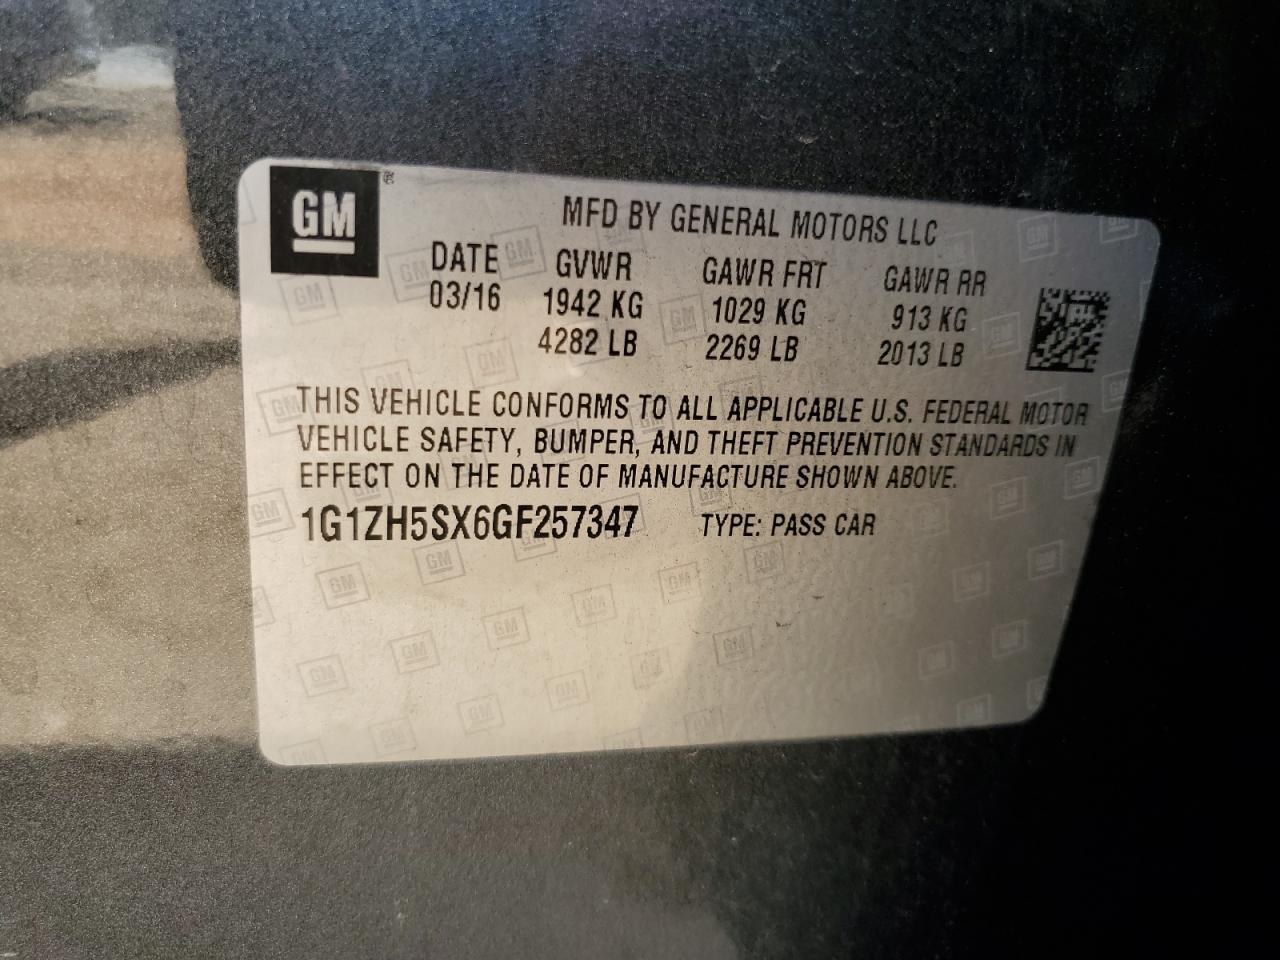 GM ®
MFD BY GENERAL MOTORS LLC
DATE GVWR GAWR FRT GAWR RR
03/16 1942 KG 1029 KG 913 KG
4282 LB 2269 LB 2013 LB
THIS VEHICLE CONFORMS TO ALL APPLICABLE U.S. FEDERAL MOTOR
VEHICLE SAFETY, BUMPER, AND THEFT PREVENTION STANDARDS IN
EFFECT ON THE DATE OF MANUFACTURE SHOWN ABOVE.
1G1ZH5SX6GF257347 TYPE: PASS CAR